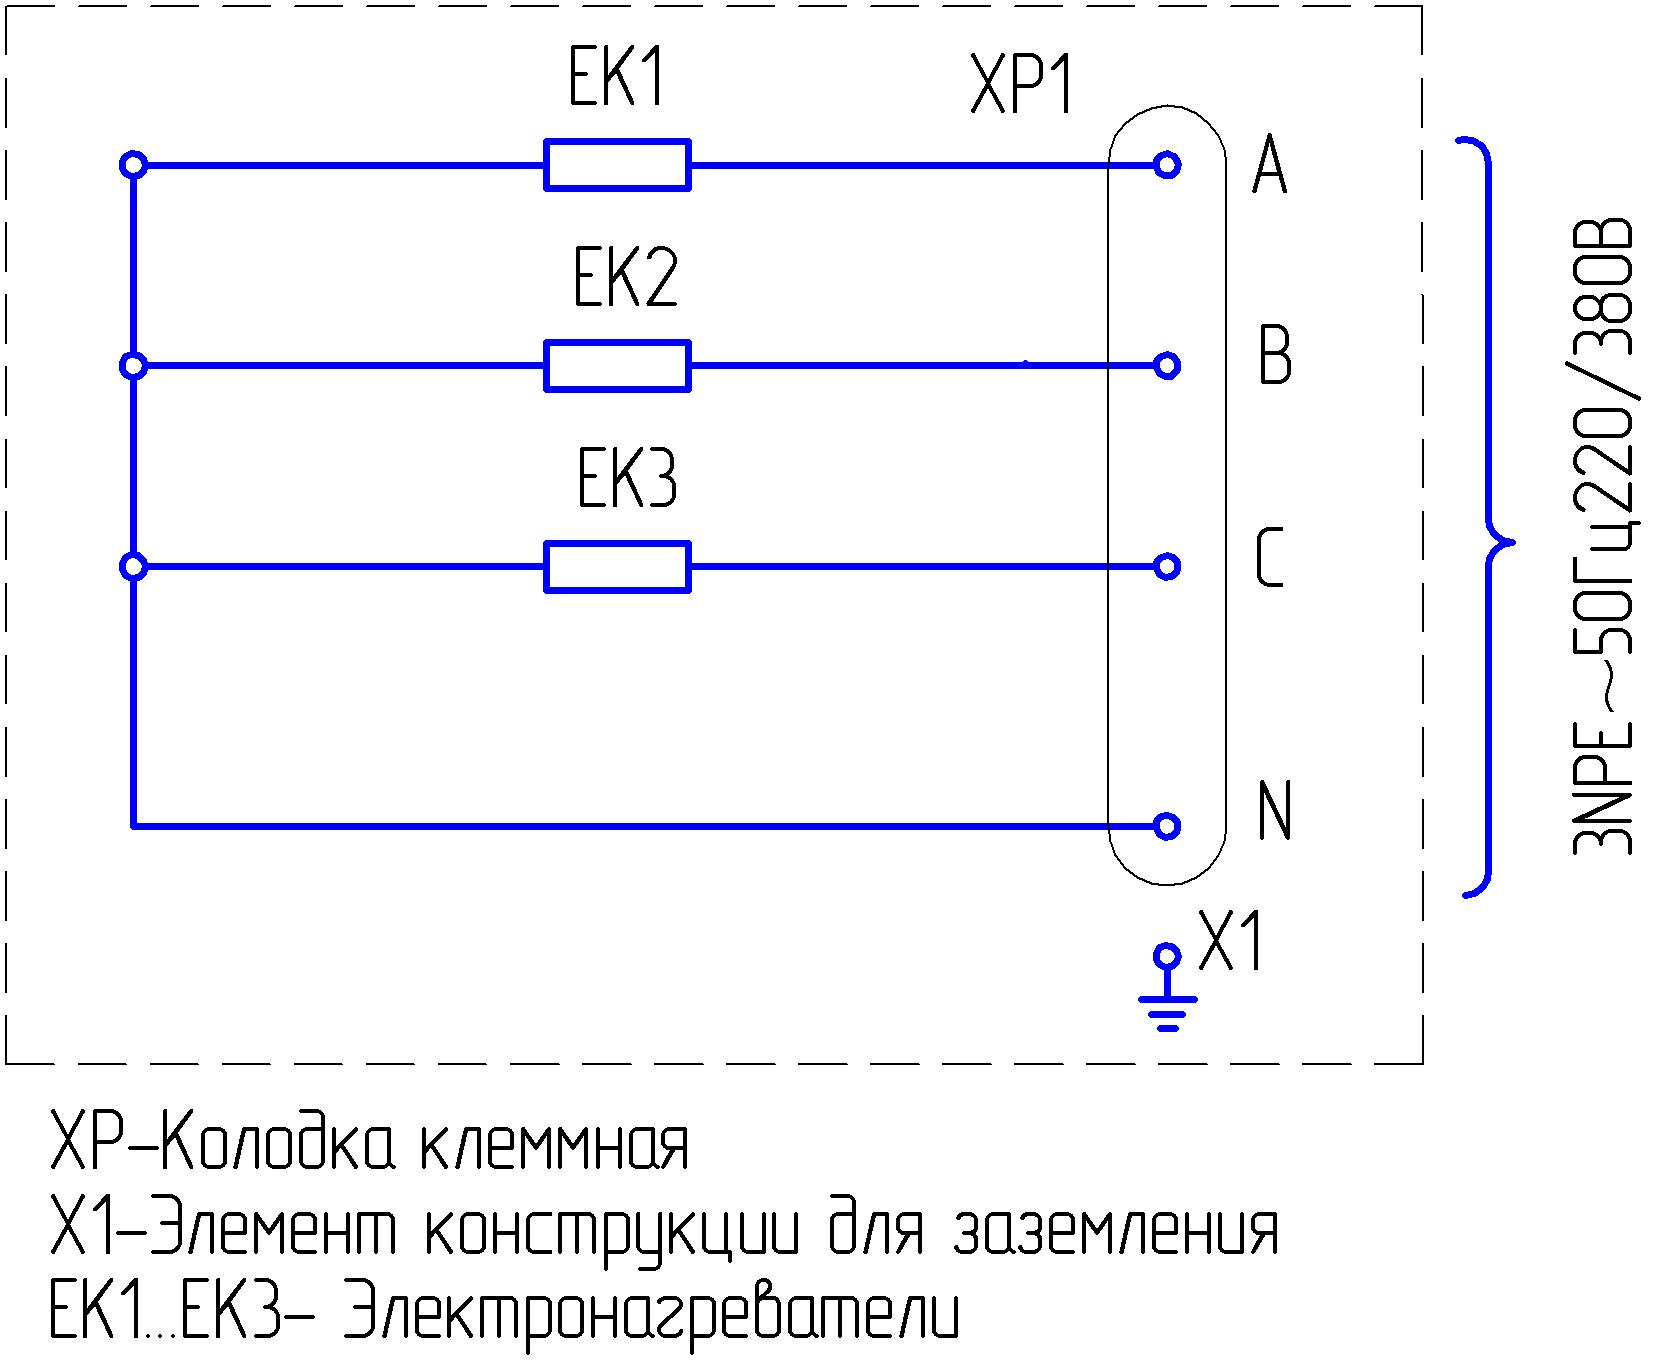 EK1
XP1
A
EK2
B
EK3
C
N
X1
3NPE~50Гц220/380В
XP-Колодка клеммная
X1-Элемент конструкции для заземления
EK1...EK3- Электронагреватели